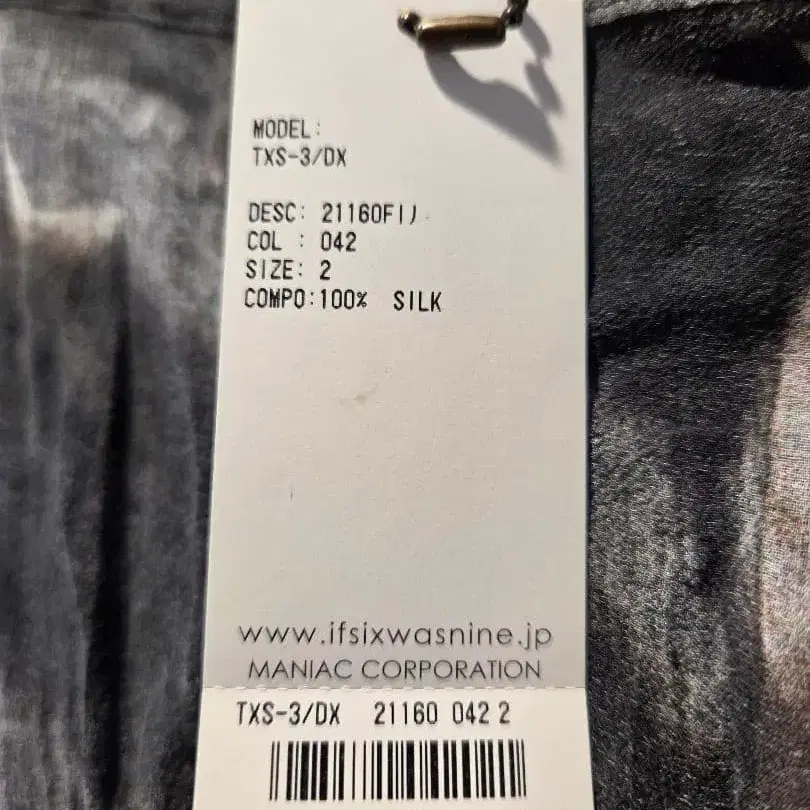 MODEL:
TXS-3/DX
DESC: 21160F
COL : 042
SIZE: 2
COMPO:100% SILK
www.ifsixwasnine.jp
MANIAC CORPORATION
TXS-3/DX 21160 042 2